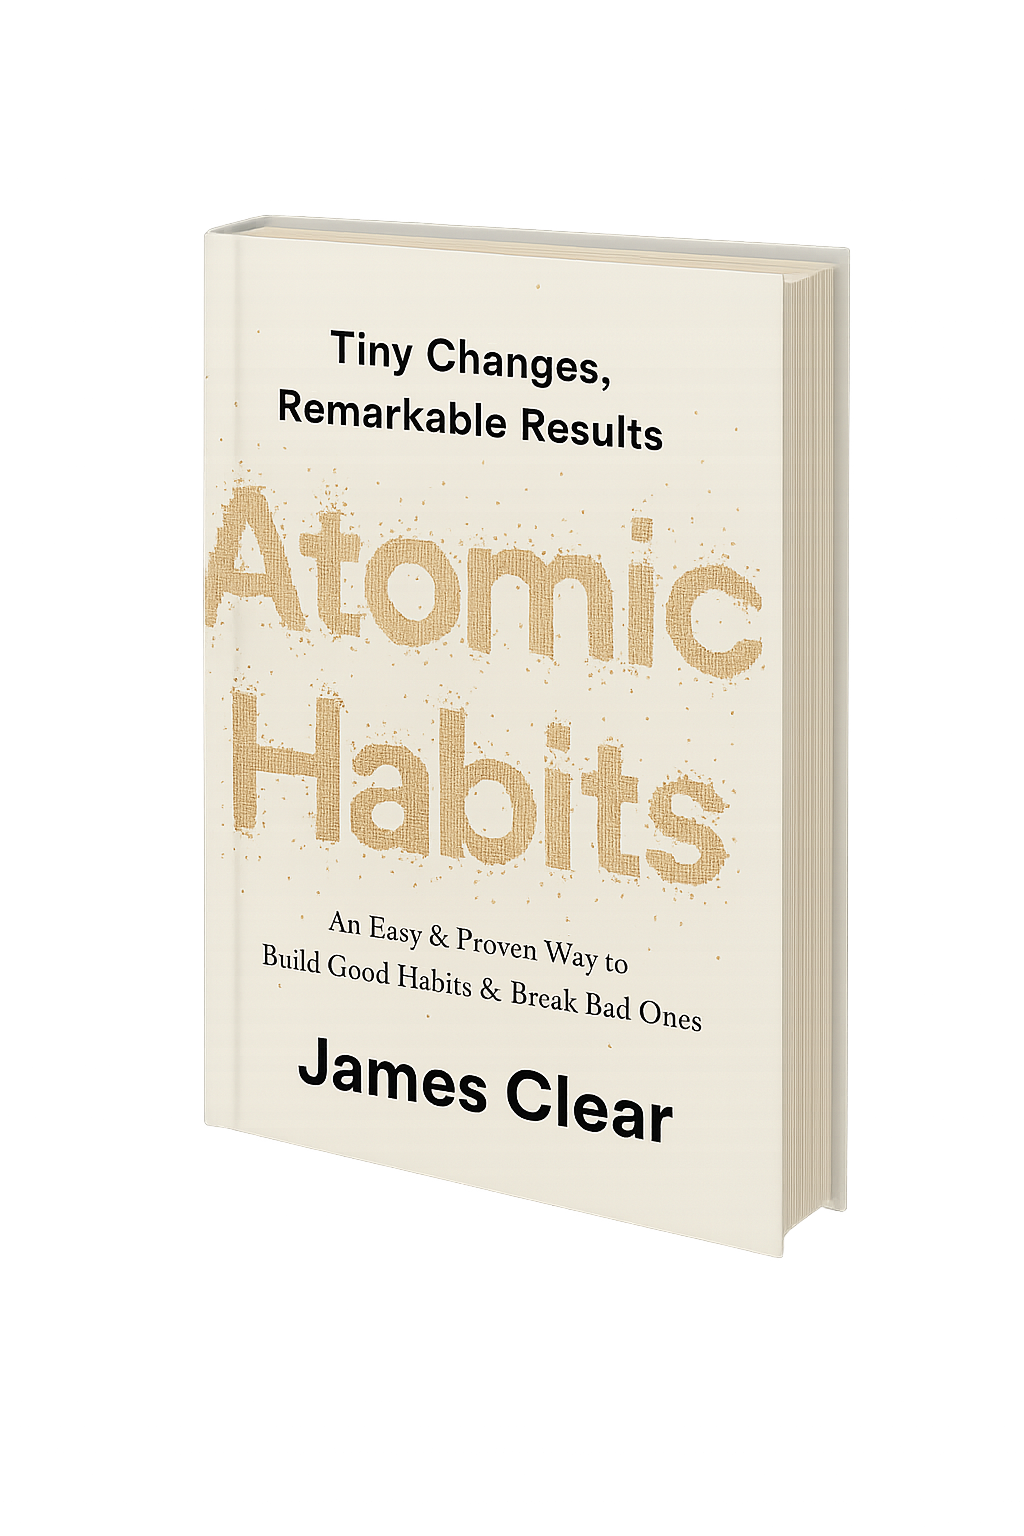 Tiny Changes,
Remarkable Results
Atomic
Habits
An Easy & Proven Way to
Build Good Habits & Break Bad Ones
James Clear